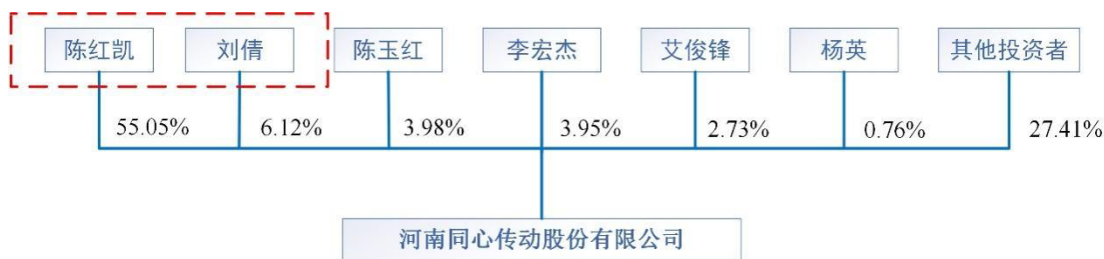 陈红凯 刘倩 陈玉红 李宏杰 艾俊锋 杨英 其他投资者
55.05% 6.12% 3.98% 3.95% 2.73% 0.76% 27.41%
河南同心传动股份有限公司